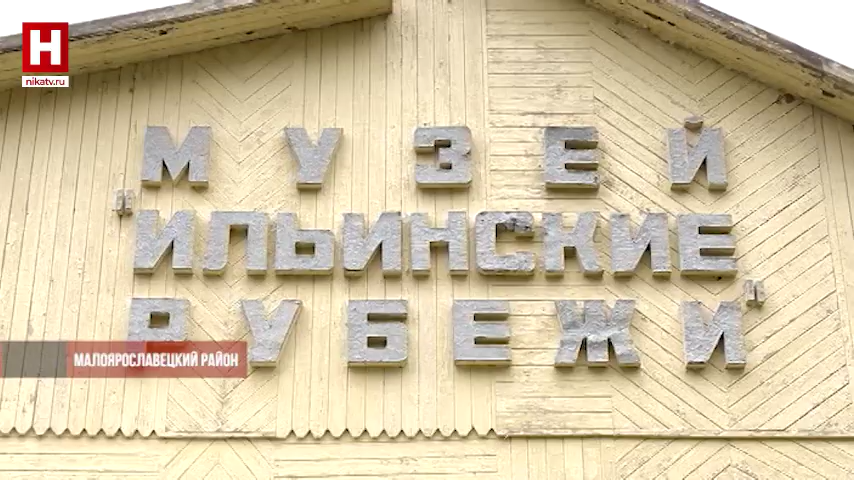 Н
nikatv.ru
МУЗЕЙ
"ИЛЬИНСКИЕ
РУБЕЖИ"
МАЛОЯРОСЛАВЕЦКИЙ РАЙОН